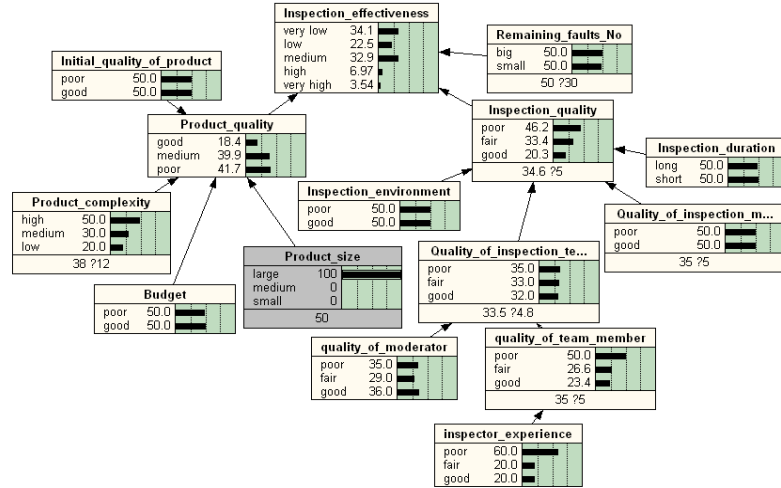 Inspection_effectiveness
very low 34.1
low 22.5
medium 32.9
high 6.97
very high 3.54
Remaining_faults_No
big 50.0
small 50.0
50 ?30
Initial_quality_of_product
poor 50.0
good 50.0
Product_quality
good 18.4
medium 39.9
poor 41.7
Inspection_quality
poor 46.2
fair 33.4
good 20.3
34.6 ?5
Inspection_duration
long 50.0
short 50.0
Inspection_environment
poor 50.0
good 50.0
Product_complexity
high 50.0
medium 30.0
low 20.0
38 ?12
Quality_of_inspection_m...
poor 50.0
good 50.0
35 ?5
Product_size
large 100
medium 0
small 0
50
Quality_of_inspection_te...
poor 35.0
fair 33.0
good 32.0
33.5 ?4.8
Budget
poor 50.0
good 50.0
quality_of_moderator
poor 35.0
fair 29.0
good 36.0
quality_of_team_member
poor 50.0
fair 26.6
good 23.4
35 ?5
inspector_experience
poor 60.0
fair 20.0
good 20.0